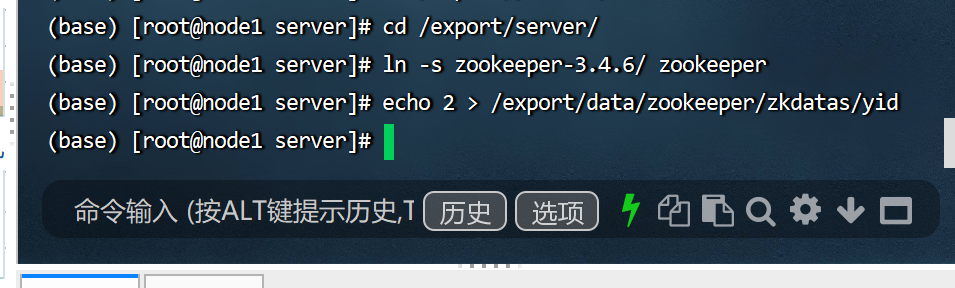 (base) [root@node1 server]# cd /export/server/
(base) [root@node1 server]# ln -s zookeeper-3.4.6/ zookeeper
(base) [root@node1 server]# echo 2 > /export/data/zookeeper/zkdatas/yid
(base) [root@node1 server]#
命令输入 (按ALT键提示历史,T 历史 选项